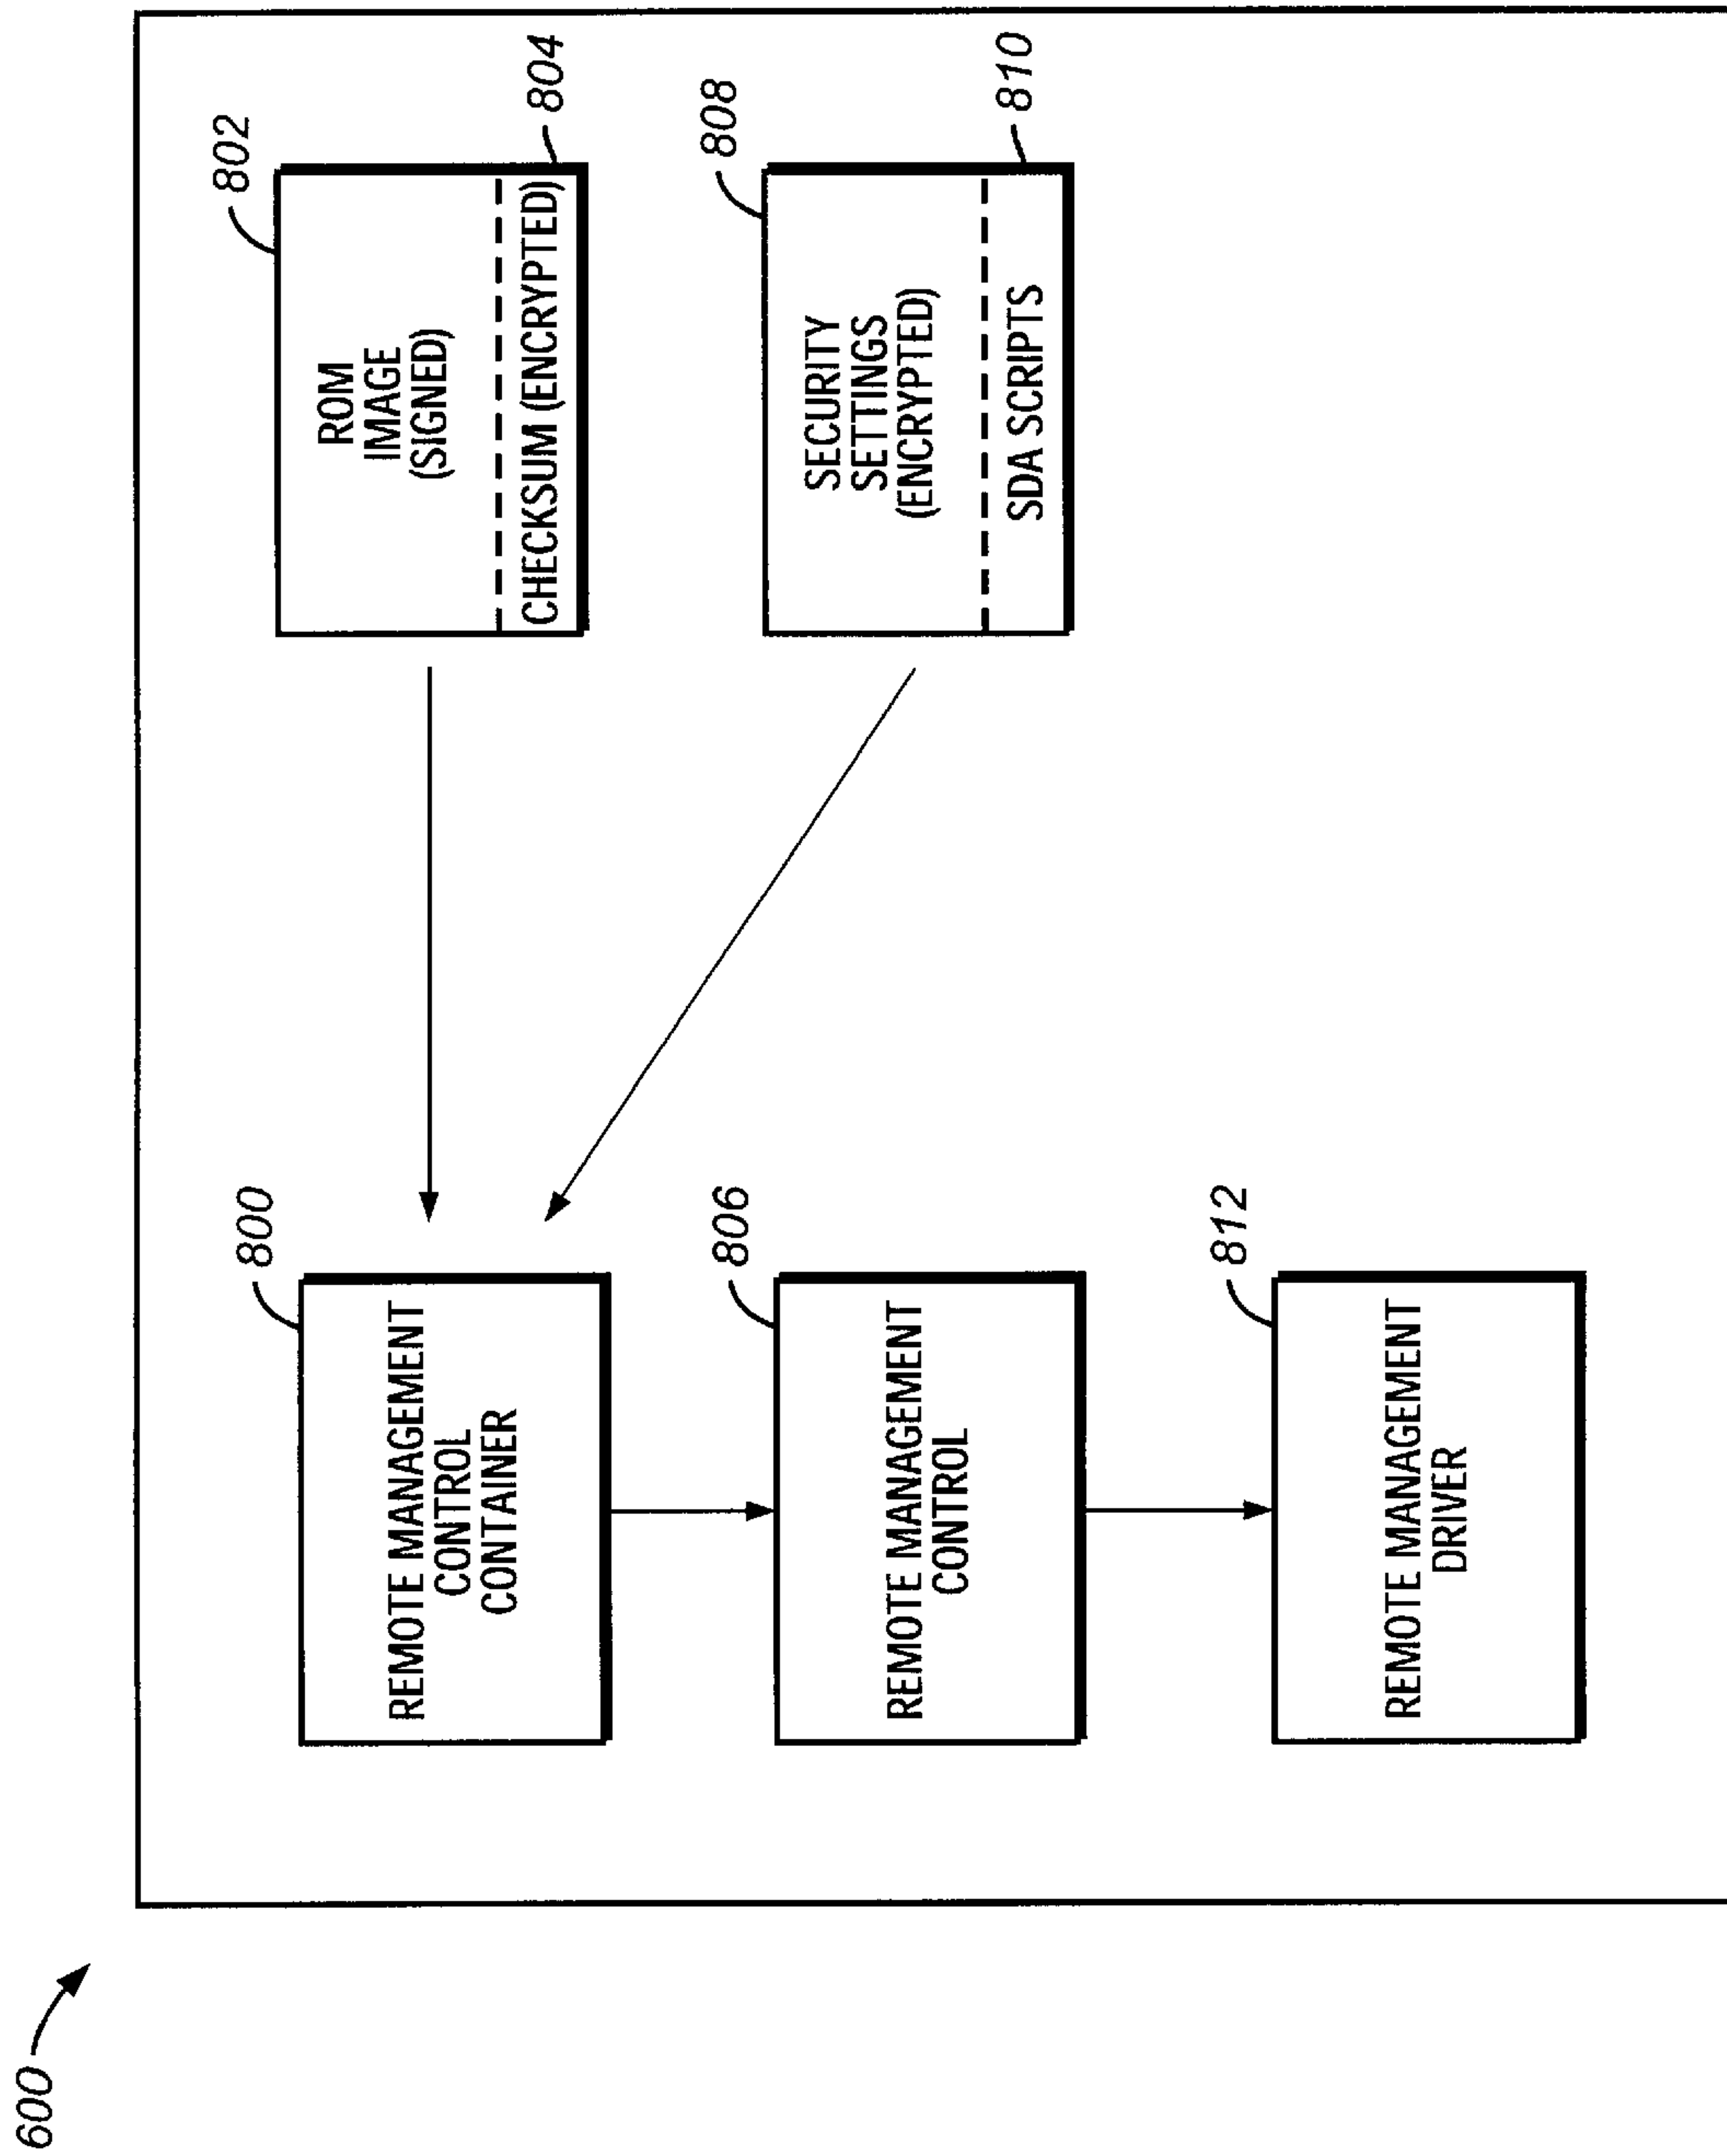 600
800
REMOTE MANAGEMENT
CONTROL
CONTAINER
802
ROM
IMAGE
(SIGNED)
CHECKSUM (ENCRYPTED)
804
806
REMOTE MANAGEMENT
CONTROL
808
SECURITY
SETTINGS
(ENCRYPTED)
SDA SCRIPTS
810
812
REMOTE MANAGEMENT
DRIVER